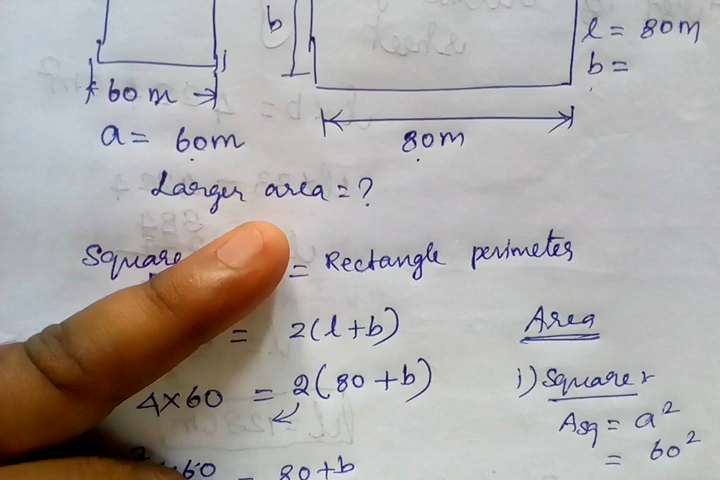 b
l = 80m
b =
60m
80m
a = 60m
Larger area = ?
Square = Rectangle perimeter
= 2(l+b)
4×60 = 2(80+b)
×60 = 80+b
Area
i) Square:
Asq = a²
= 60²